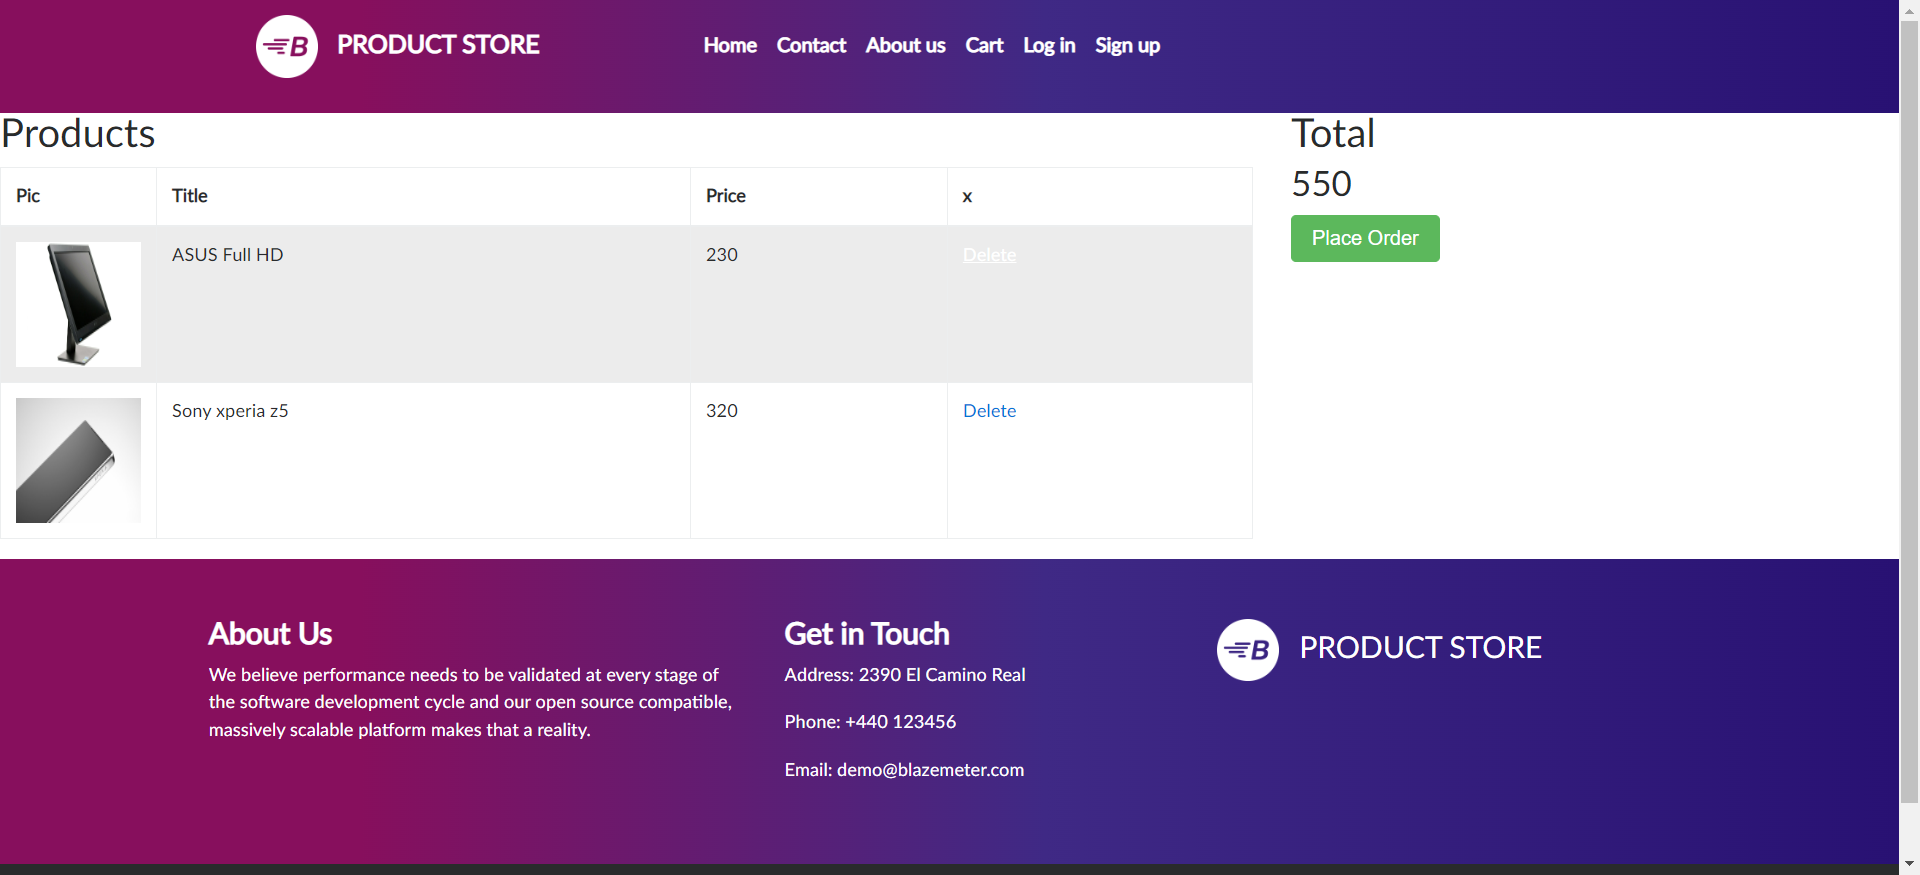 B PRODUCT STORE
Home Contact About us Cart Log in Sign up
Products
Pic Title Price x
ASUS Full HD 230 Delete
Sony xperia z5 320 Delete
Total
550
Place Order
About Us
We believe performance needs to be validated at every stage of
the software development cycle and our open source compatible,
massively scalable platform makes that a reality.
Get in Touch
Address: 2390 El Camino Real
Phone: +440 123456
Email: demo@blazemeter.com
B PRODUCT STORE